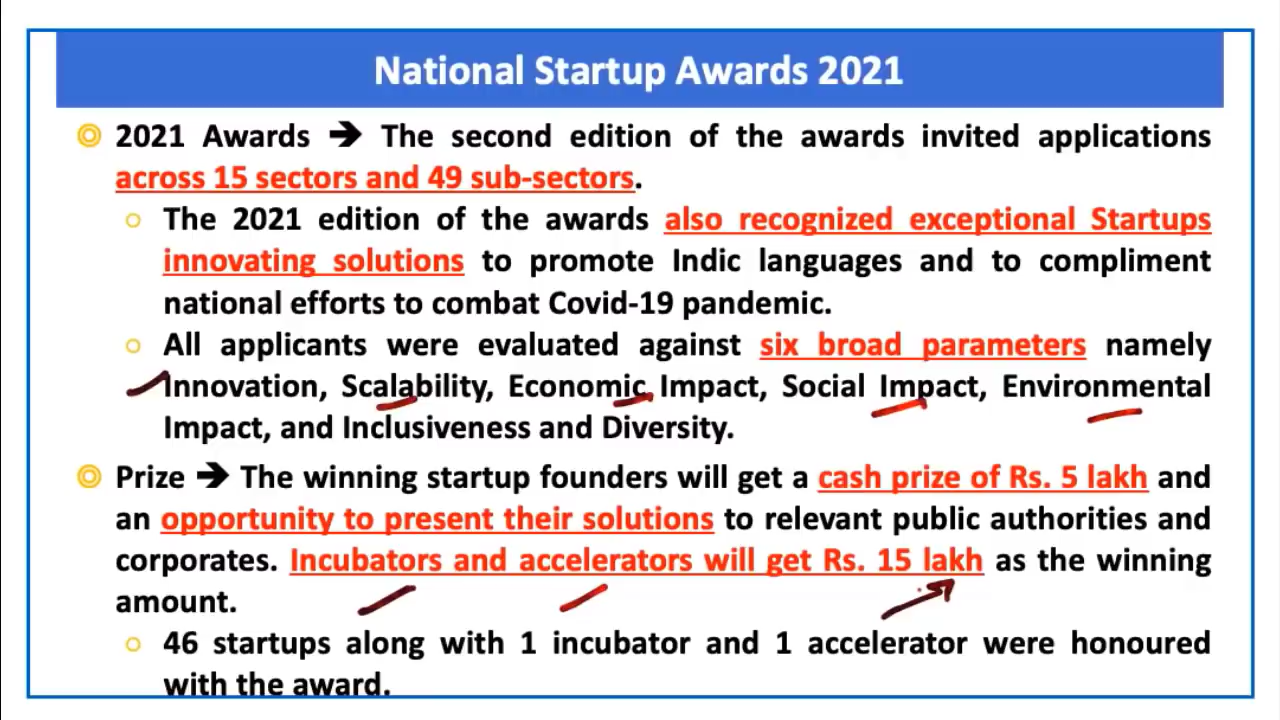 National Startup Awards 2021
2021 Awards ➔ The second edition of the awards invited applications
across 15 sectors and 49 sub-sectors.
The 2021 edition of the awards also recognized exceptional Startups
innovating solutions to promote Indic languages and to compliment
national efforts to combat Covid-19 pandemic.
All applicants were evaluated against six broad parameters namely
Innovation, Scalability, Economic Impact, Social Impact, Environmental
Impact, and Inclusiveness and Diversity.
Prize ➔ The winning startup founders will get a cash prize of Rs. 5 lakh and
an opportunity to present their solutions to relevant public authorities and
corporates. Incubators and accelerators will get Rs. 15 lakh as the winning
amount.
46 startups along with 1 incubator and 1 accelerator were honoured
with the award.